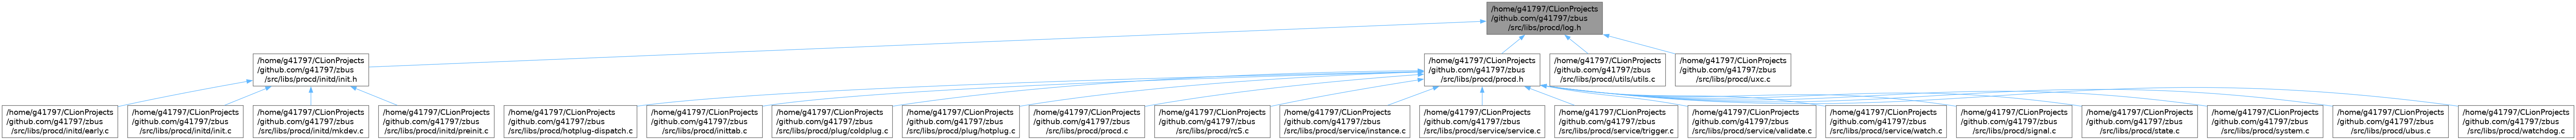 /home/g41797/CLionProjects
/github.com/g41797/zbus
/src/libs/procd/log.h
/home/g41797/CLionProjects
/github.com/g41797/zbus
/src/libs/procd/initd/init.h
/home/g41797/CLionProjects
/github.com/g41797/zbus
/src/libs/procd/procd.h
/home/g41797/CLionProjects
/github.com/g41797/zbus
/src/libs/procd/utils/utils.c
/home/g41797/CLionProjects
/github.com/g41797/zbus
/src/libs/procd/uxc.c
/home/g41797/CLionProjects
/github.com/g41797/zbus
/src/libs/procd/initd/early.c
/home/g41797/CLionProjects
/github.com/g41797/zbus
/src/libs/procd/initd/init.c
/home/g41797/CLionProjects
/github.com/g41797/zbus
/src/libs/procd/initd/mkdev.c
/home/g41797/CLionProjects
/github.com/g41797/zbus
/src/libs/procd/initd/preinit.c
/home/g41797/CLionProjects
/github.com/g41797/zbus
/src/libs/procd/hotplug-dispatch.c
/home/g41797/CLionProjects
/github.com/g41797/zbus
/src/libs/procd/inittab.c
/home/g41797/CLionProjects
/github.com/g41797/zbus
/src/libs/procd/plug/coldplug.c
/home/g41797/CLionProjects
/github.com/g41797/zbus
/src/libs/procd/plug/hotplug.c
/home/g41797/CLionProjects
/github.com/g41797/zbus
/src/libs/procd/procd.c
/home/g41797/CLionProjects
/github.com/g41797/zbus
/src/libs/procd/rcS.c
/home/g41797/CLionProjects
/github.com/g41797/zbus
/src/libs/procd/service/instance.c
/home/g41797/CLionProjects
/github.com/g41797/zbus
/src/libs/procd/service/service.c
/home/g41797/CLionProjects
/github.com/g41797/zbus
/src/libs/procd/service/trigger.c
/home/g41797/CLionProjects
/github.com/g41797/zbus
/src/libs/procd/service/validate.c
/home/g41797/CLionProjects
/github.com/g41797/zbus
/src/libs/procd/service/watch.c
/home/g41797/CLionProjects
/github.com/g41797/zbus
/src/libs/procd/signal.c
/home/g41797/CLionProjects
/github.com/g41797/zbus
/src/libs/procd/state.c
/home/g41797/CLionProjects
/github.com/g41797/zbus
/src/libs/procd/system.c
/home/g41797/CLionProjects
/github.com/g41797/zbus
/src/libs/procd/ubus.c
/home/g41797/CLionProjects
/github.com/g41797/zbus
/src/libs/procd/watchdog.c